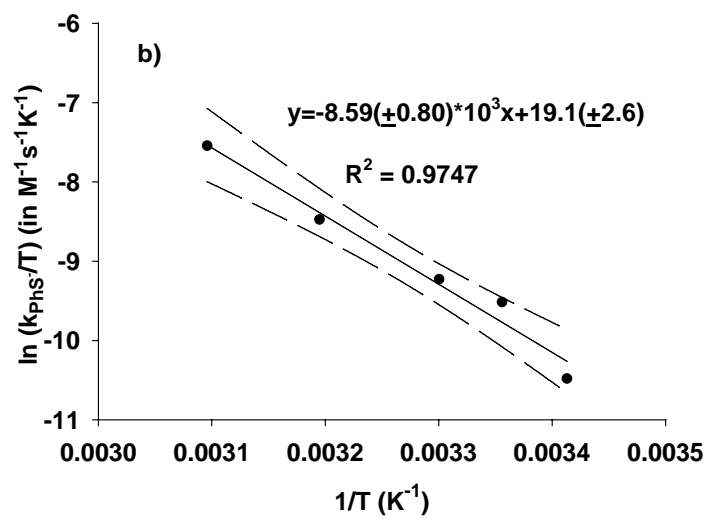 -6
b)
-7
y=-8.59(±0.80)*10³x+19.1(±2.6)
R² = 0.9747
-8
-9
-10
-11
0.0030 0.0031 0.0032 0.0033 0.0034 0.0035
1/T (K⁻¹)
ln (k_PhS⁻/T) (in M⁻¹s⁻¹K⁻¹)